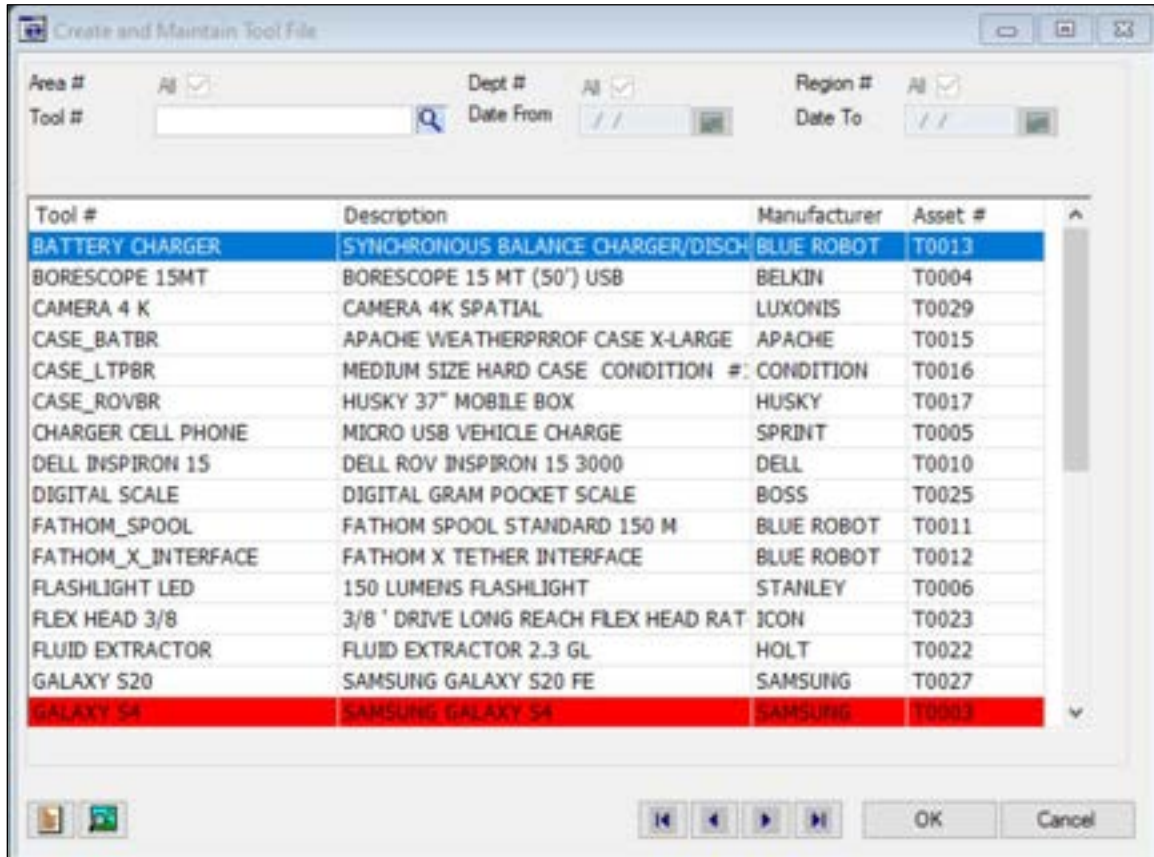 Create and Maintain Tool File
Area # All Dept # All Region # All
Tool # Date From / / Date To / /
Tool # Description Manufacturer Asset #
BATTERY CHARGER SYNCHRONOUS BALANCE CHARGER/DISCH BLUE ROBOT T0013
BORESCOPE 15MT BORESCOPE 15 MT (50') USB BELKIN T0004
CAMERA 4 K CAMERA 4K SPATIAL LUXONIS T0029
CASE_BATBR APACHE WEATHERPRROF CASE X-LARGE APACHE T0015
CASE_LTPBR MEDIUM SIZE HARD CASE CONDITION #: CONDITION T0016
CASE_ROVBR HUSKY 37" MOBILE BOX HUSKY T0017
CHARGER CELL PHONE MICRO USB VEHICLE CHARGE SPRINT T0005
DELL INSPIRON 15 DELL ROV INSPIRON 15 3000 DELL T0010
DIGITAL SCALE DIGITAL GRAM POCKET SCALE BOSS T0025
FATHOM_SPOOL FATHOM SPOOL STANDARD 150 M BLUE ROBOT T0011
FATHOM_X_INTERFACE FATHOM X TETHER INTERFACE BLUE ROBOT T0012
FLASHLIGHT LED 150 LUMENS FLASHLIGHT STANLEY T0006
FLEX HEAD 3/8 3/8 ' DRIVE LONG REACH FLEX HEAD RAT ICON T0023
FLUID EXTRACTOR FLUID EXTRACTOR 2.3 GL HOLT T0022
GALAXY S20 SAMSUNG GALAXY S20 FE SAMSUNG T0027
GALAXY S4 SAMSUNG GALAXY S4 SAMSUNG T0003
OK Cancel